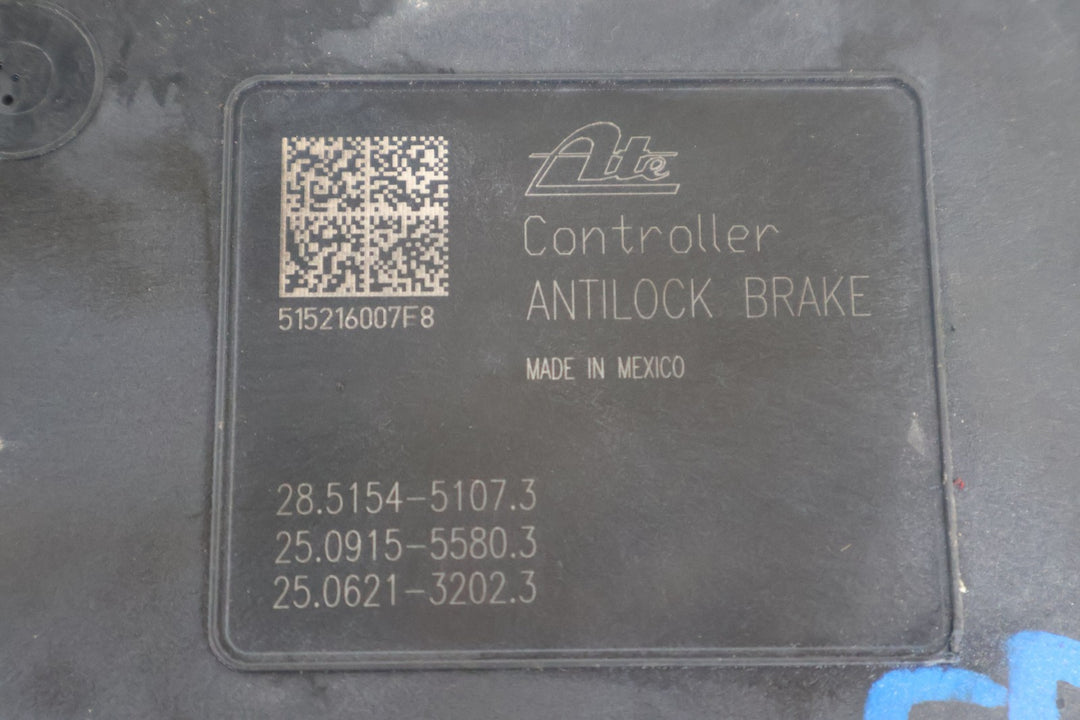 Ate
Controller
ANTILOCK BRAKE
515216007F8
MADE IN MEXICO
28.5154-5107.3
25.0915-5580.3
25.0621-3202.3